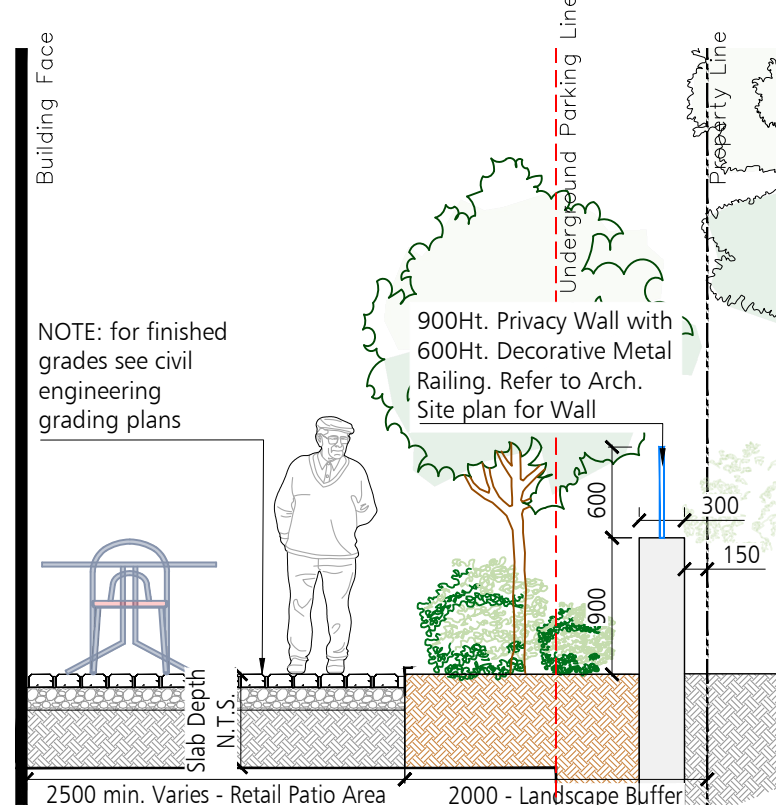 Building Face
Underground Parking Line
Property Line
NOTE: for finished
grades see civil
engineering
grading plans
900Ht. Privacy Wall with
600Ht. Decorative Metal
Railing. Refer to Arch.
Site plan for Wall
600
300
150
900
Slab Depth
N.T.S.
2500 min. Varies - Retail Patio Area
2000 - Landscape Buffer